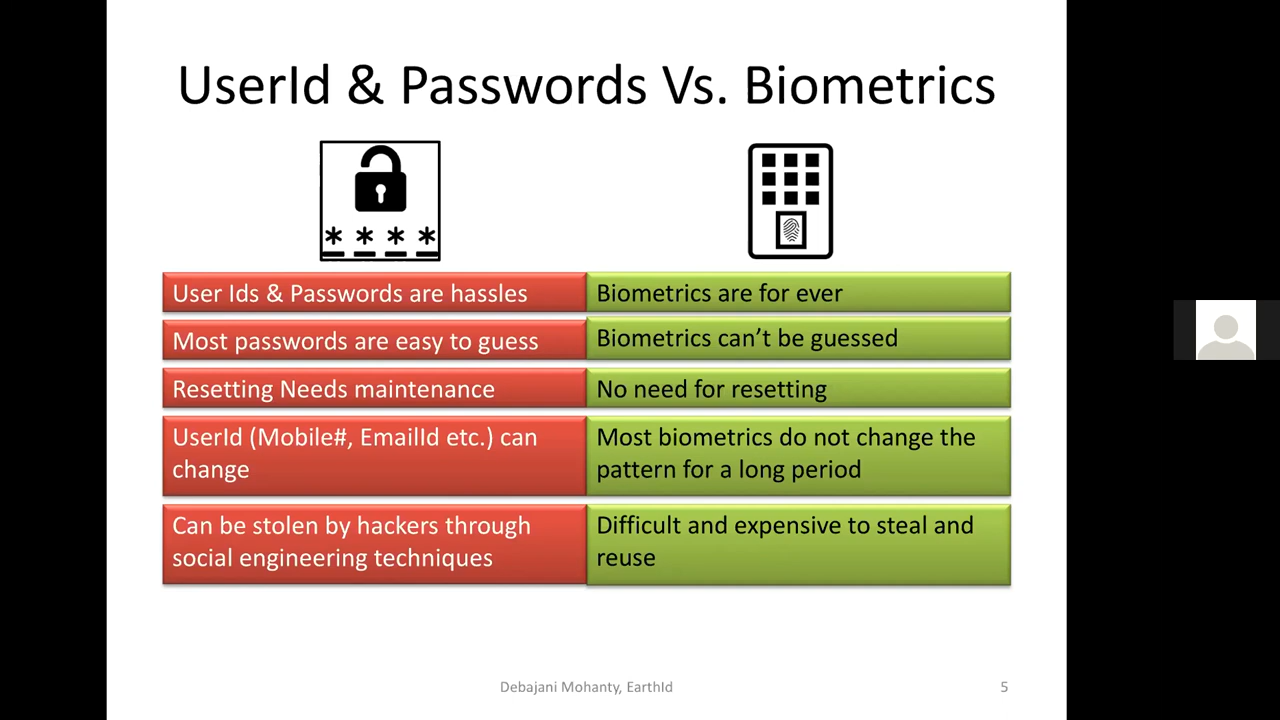 UserId & Passwords Vs. Biometrics
* * * *
User Ids & Passwords are hassles
Biometrics are for ever
Most passwords are easy to guess
Biometrics can’t be guessed
Resetting Needs maintenance
No need for resetting
UserId (Mobile#, EmailId etc.) can
change
Most biometrics do not change the
pattern for a long period
Can be stolen by hackers through
social engineering techniques
Difficult and expensive to steal and
reuse
Debajani Mohanty, EarthId
5